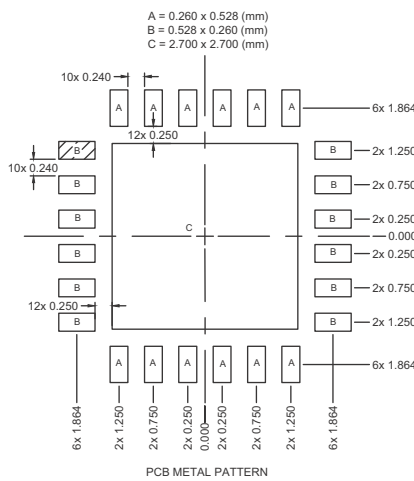 A = 0.260 x 0.528 (mm)
B = 0.528 x 0.260 (mm)
C = 2.700 x 2.700 (mm)
10x 0.240
A A A A A A
6x 1.864
12x 0.250
B B 2x 1.250
10x 0.240
B B 2x 0.750
B B 2x 0.250
C 0.000
B B 2x 0.250
B B 2x 0.750
12x 0.250
B B 2x 1.250
A A A A A A
6x 1.864
6x 1.864
2x 1.250
2x 0.750
2x 0.250
0.000
2x 0.250
2x 0.750
2x 1.250
6x 1.864
PCB METAL PATTERN